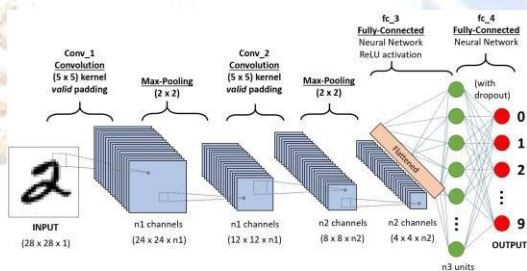 fc_3
Fully-Connected
Neural Network
ReLU activation
fc_4
Fully-Connected
Neural Network
Conv_1
Convolution
(5 x 5) kernel
valid padding
Max-Pooling
(2 x 2)
Conv_2
Convolution
(5 x 5) kernel
valid padding
Max-Pooling
(2 x 2)
(with
dropout)
Flattened
0
1
2
9
2
INPUT
(28 x 28 x 1)
n1 channels
(24 x 24 x n1)
n1 channels
(12 x 12 x n1)
n2 channels
(8 x 8 x n2)
n2 channels
(4 x 4 x n2)
n3 units
OUTPUT